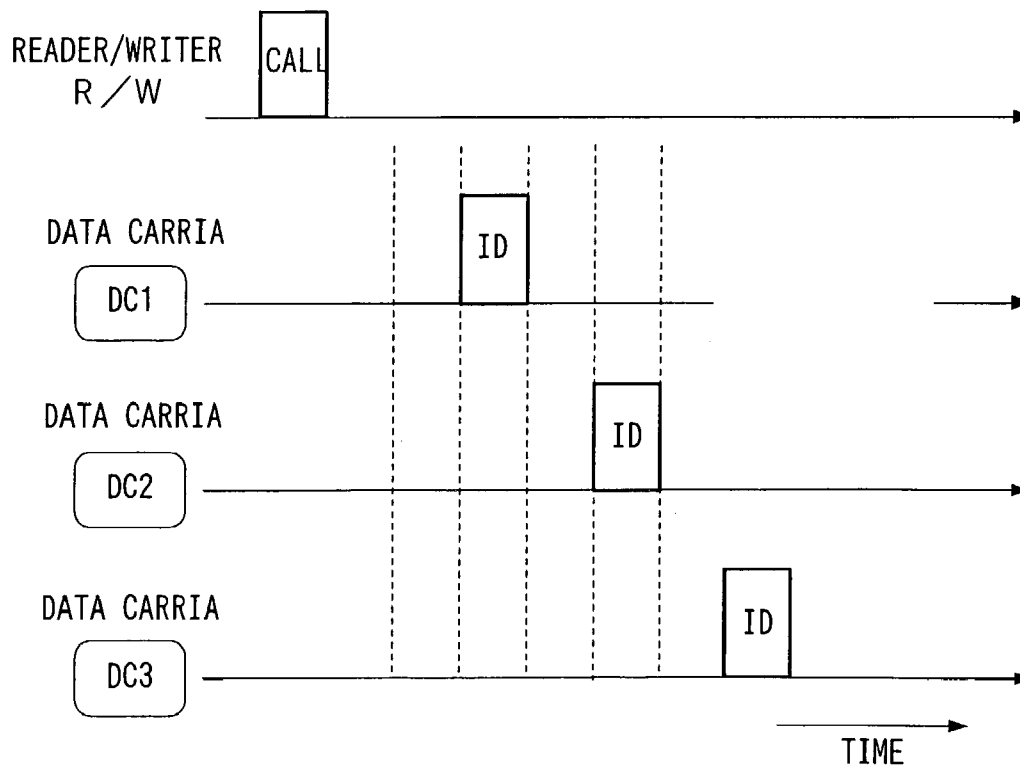 READER/WRITER
R/W
CALL
DATA CARRIA
DC1
ID
DATA CARRIA
DC2
ID
DATA CARRIA
DC3
ID
TIME